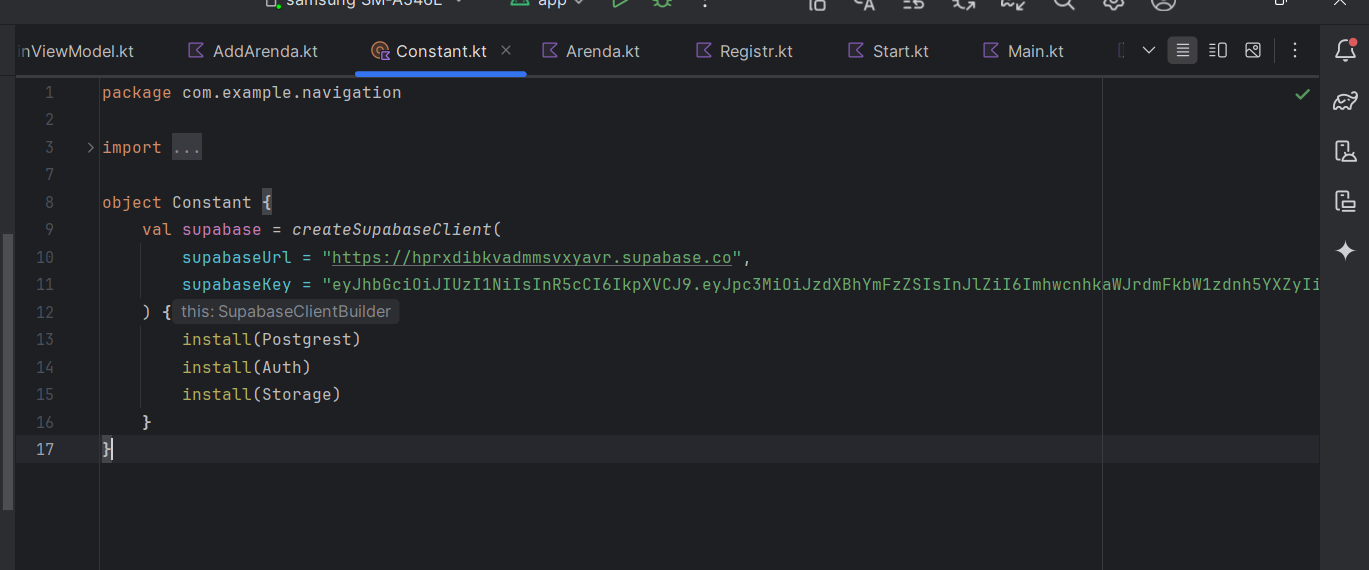 samsung SM-A546E app
inViewModel.kt AddArenda.kt Constant.kt Arenda.kt Registr.kt Start.kt Main.kt
1 package com.example.navigation
2
3 import ...
7
8 object Constant {
9 val supabase = createSupabaseClient(
10 supabaseUrl = "https://hprxdibkvadmmsvxyavr.supabase.co",
11 supabaseKey = "eyJhbGciOiJIUzI1NiIsInR5cCI6IkpXVCJ9.eyJpc3MiOiJzdXBhYmFzZSIsInJlZiI6ImhwcnhkaWJrdmFkbW1zdnh5YXZyIi
12 ) { this: SupabaseClientBuilder
13 install(Postgrest)
14 install(Auth)
15 install(Storage)
16 }
17 }